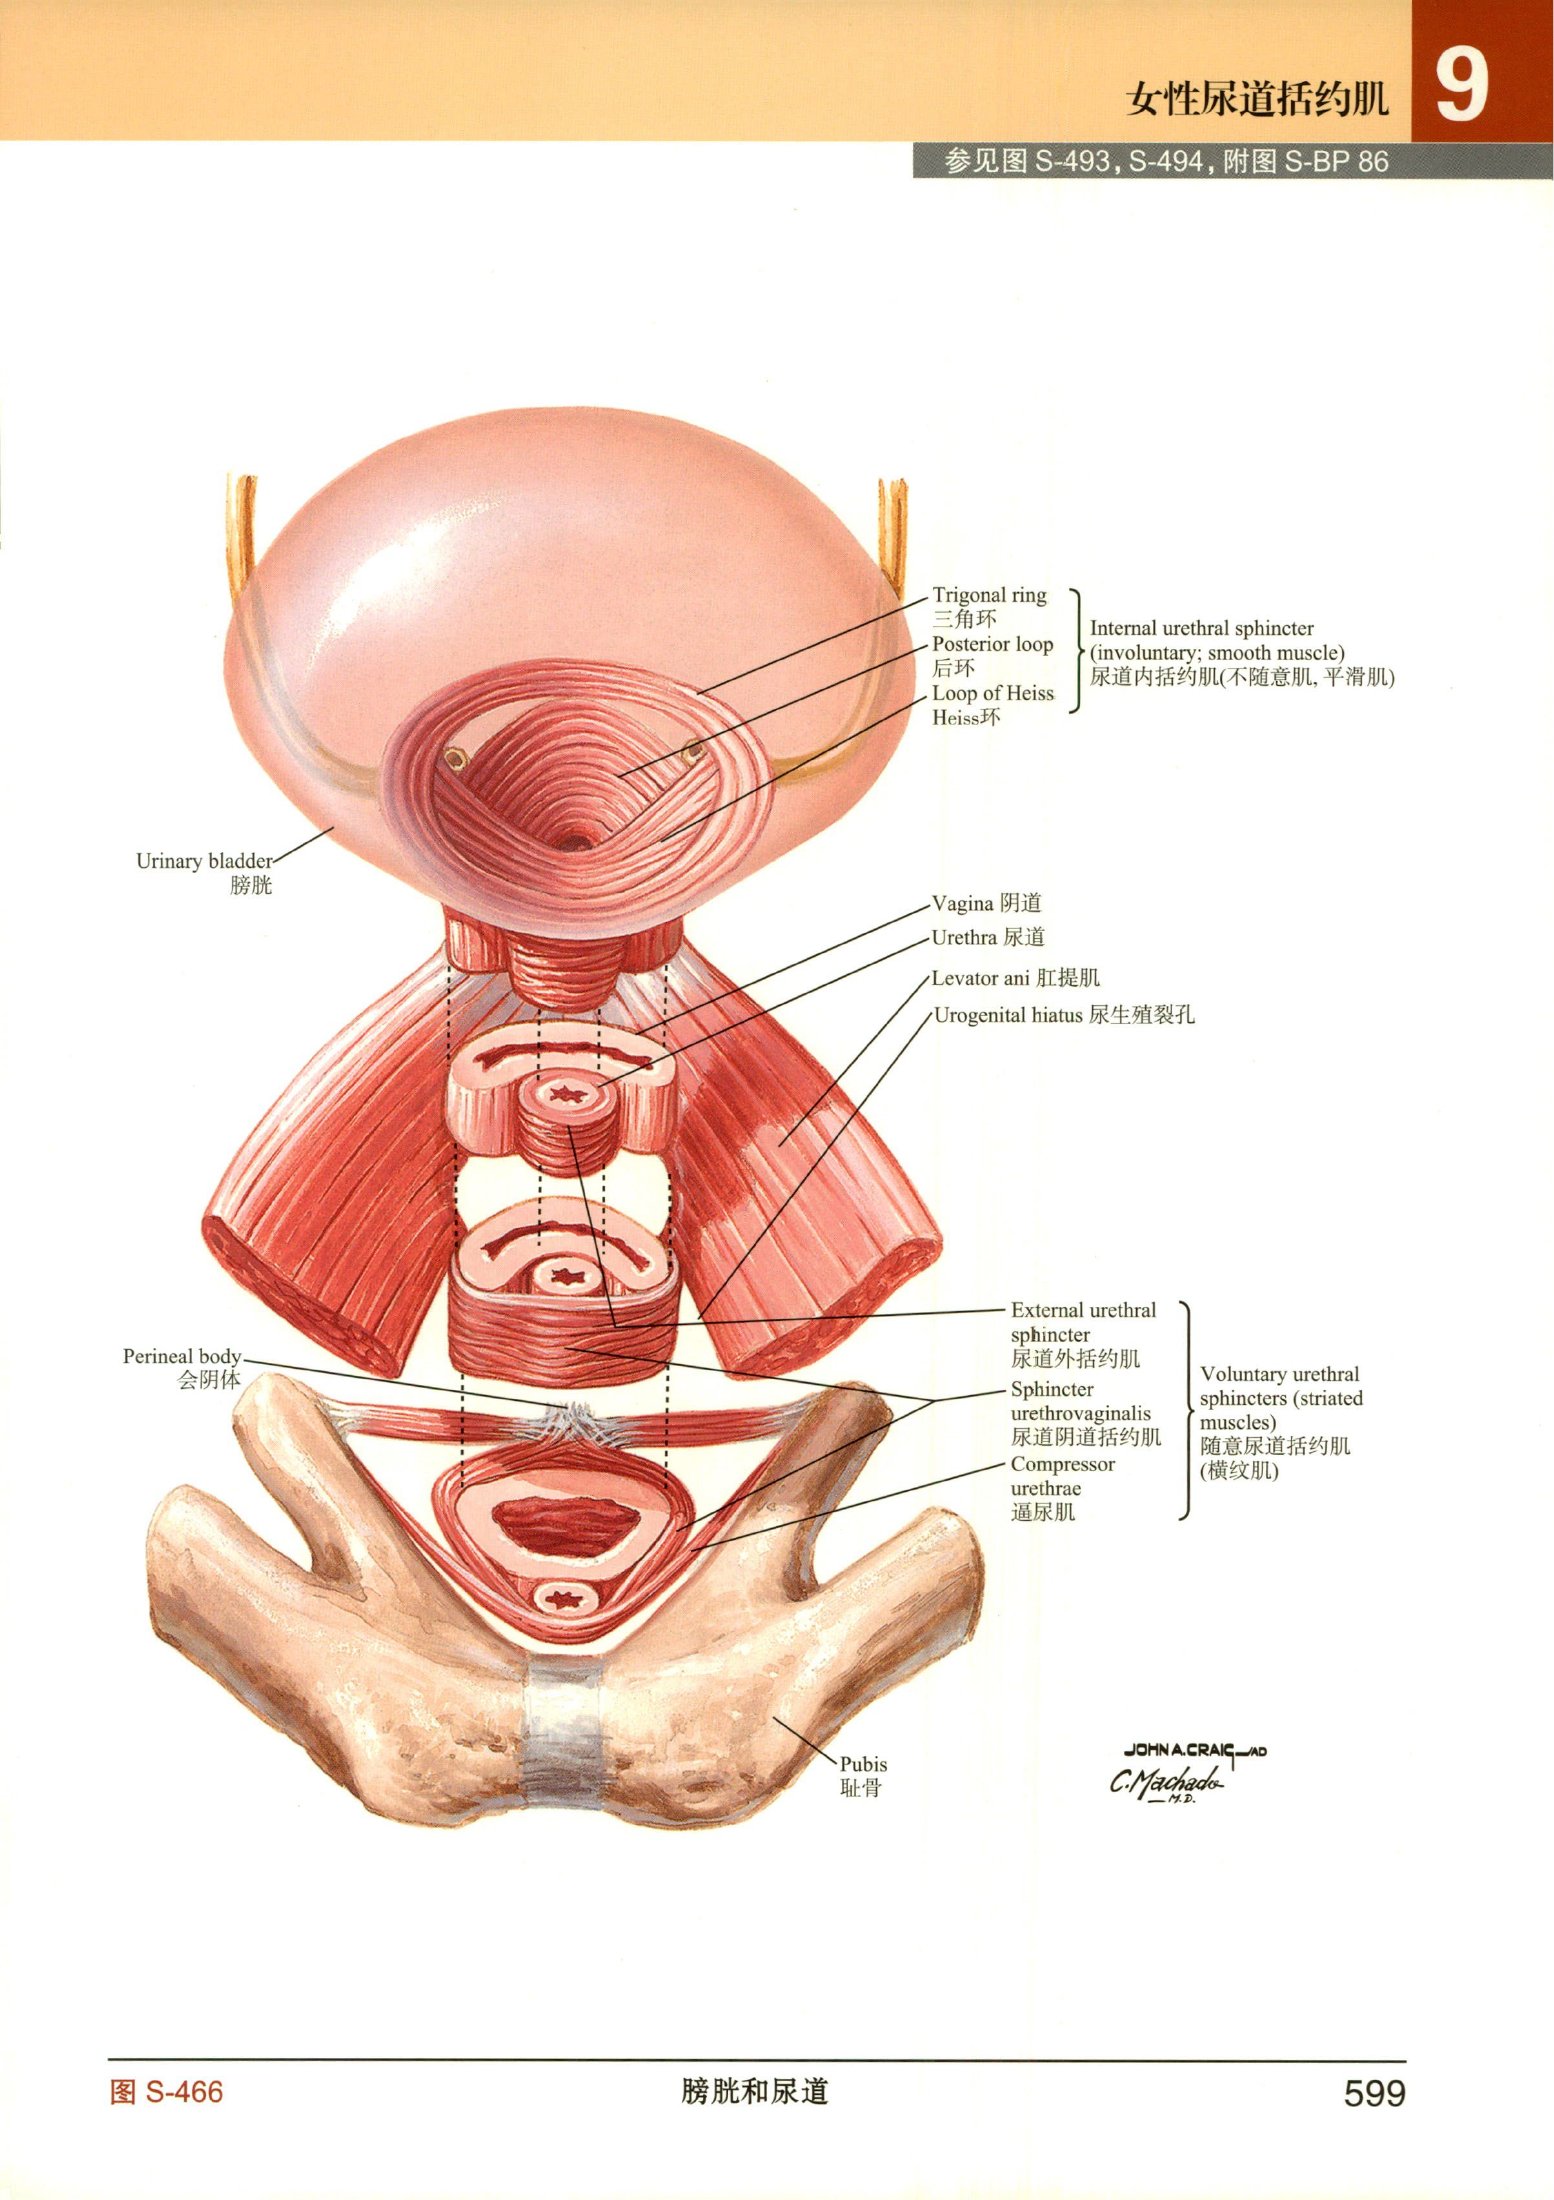 女性尿道括约肌
9
参见图 S-493, S-494, 附图 S-BP 86
Trigonal ring
三角环
Posterior loop
后环
Loop of Heiss
Heiss环
Internal urethral sphincter
(involuntary; smooth muscle)
尿道内括约肌(不随意肌, 平滑肌)
Urinary bladder
膀胱
Vagina 阴道
Urethra 尿道
Levator ani 肛提肌
Urogenital hiatus 尿生殖裂孔
Perineal body
会阴体
External urethral
sphincter
尿道外括约肌
Sphincter
urethrovaginalis
尿道阴道括约肌
Compressor
urethrae
逼尿肌
Voluntary urethral
sphincters (striated
muscles)
随意尿道括约肌
(横纹肌)
Pubis
耻骨
JOHN A.CRAIG—AD
C.Machado
—M.D.
图 S-466
膀胱和尿道
599